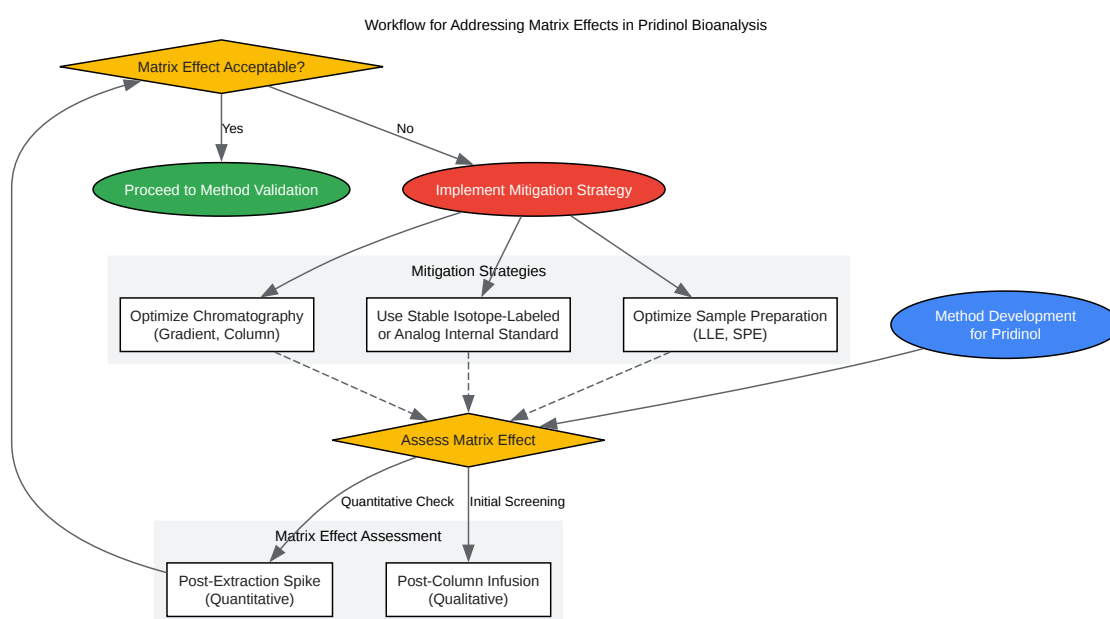 Workflow for Addressing Matrix Effects in Pridinol Bioanalysis
Matrix Effect Acceptable?
Yes
No
Proceed to Method Validation
Implement Mitigation Strategy
Mitigation Strategies
Optimize Chromatography
(Gradient, Column)
Use Stable Isotope-Labeled
or Analog Internal Standard
Optimize Sample Preparation
(LLE, SPE)
Method Development
for Pridinol
Assess Matrix Effect
Quantitative Check
Initial Screening
Matrix Effect Assessment
Post-Extraction Spike
(Quantitative)
Post-Column Infusion
(Qualitative)